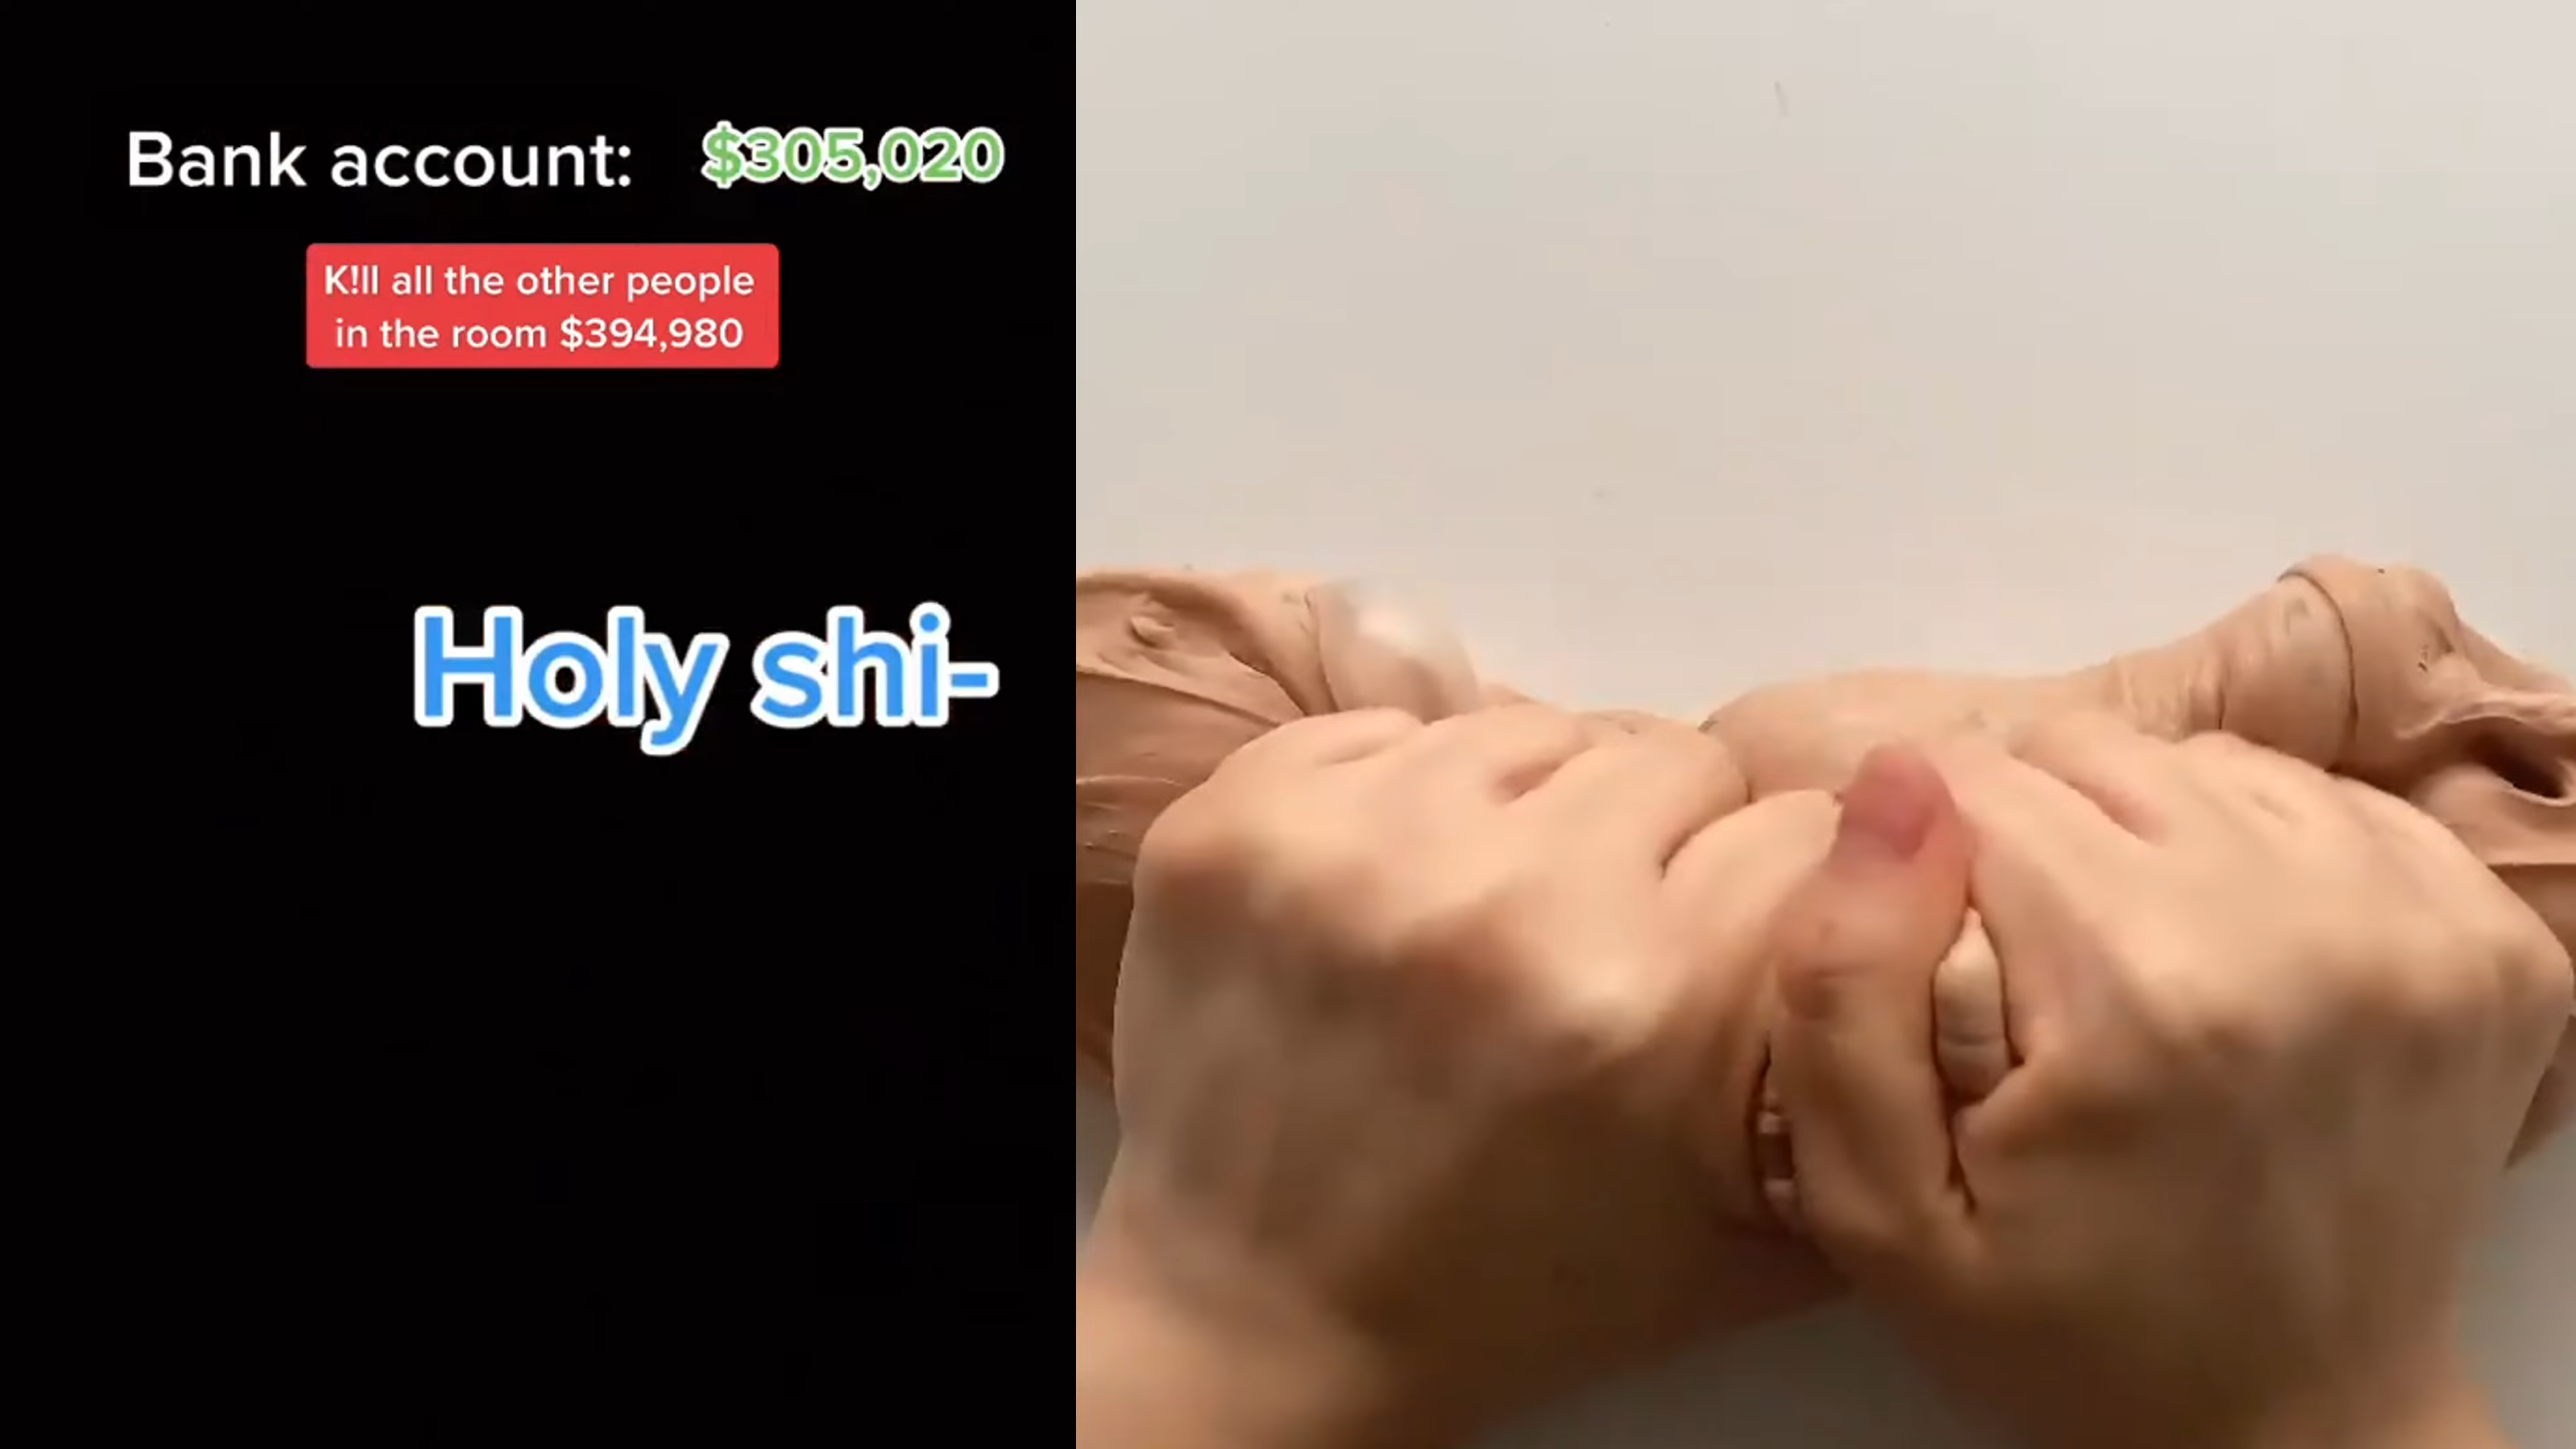 Bank account: $305,020
K!ll all the other people
in the room $394,980
Holy shi-